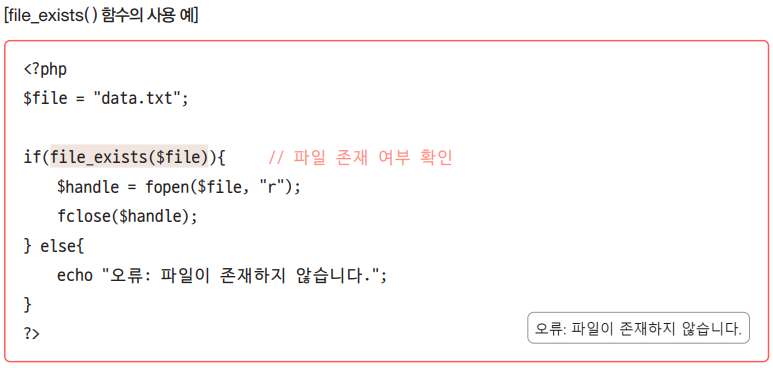 [file_exists( ) 함수의 사용 예]
<?php
$file = "data.txt";
if(file_exists($file)){ // 파일 존재 여부 확인
$handle = fopen($file, "r");
fclose($handle);
} else{
echo "오류: 파일이 존재하지 않습니다.";
}
?>
오류: 파일이 존재하지 않습니다.